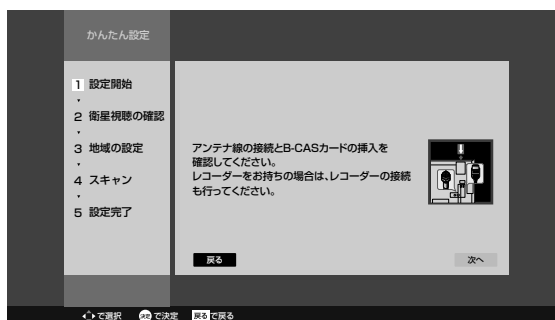 かんたん設定
1 設定開始
2 衛星視聴の確認
3 地域の設定
4 スキャン
5 設定完了
アンテナ線の接続とB-CASカードの挿入を
確認してください。
レコーダーをお持ちの場合は、レコーダーの接続
も行ってください。
戻る
次へ
で選択 決定 で決定 戻る で戻る